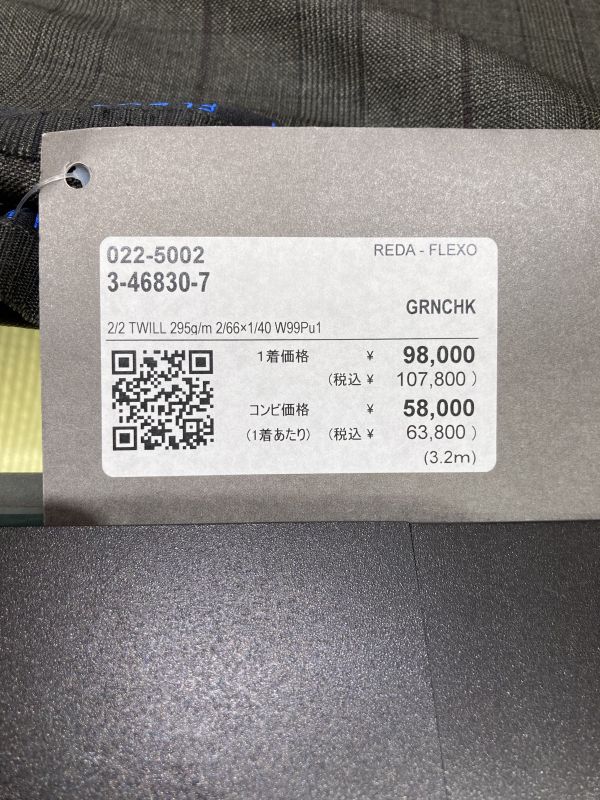 022-5002
REDA - FLEXO
3-46830-7
GRNCHK
2/2 TWILL 295g/m 2/66×1/40 W99Pu1
1着価格 ¥ 98,000
(税込 ¥ 107,800 )
コンビ価格 ¥ 58,000
(1着あたり) (税込 ¥ 63,800 )
(3.2m)